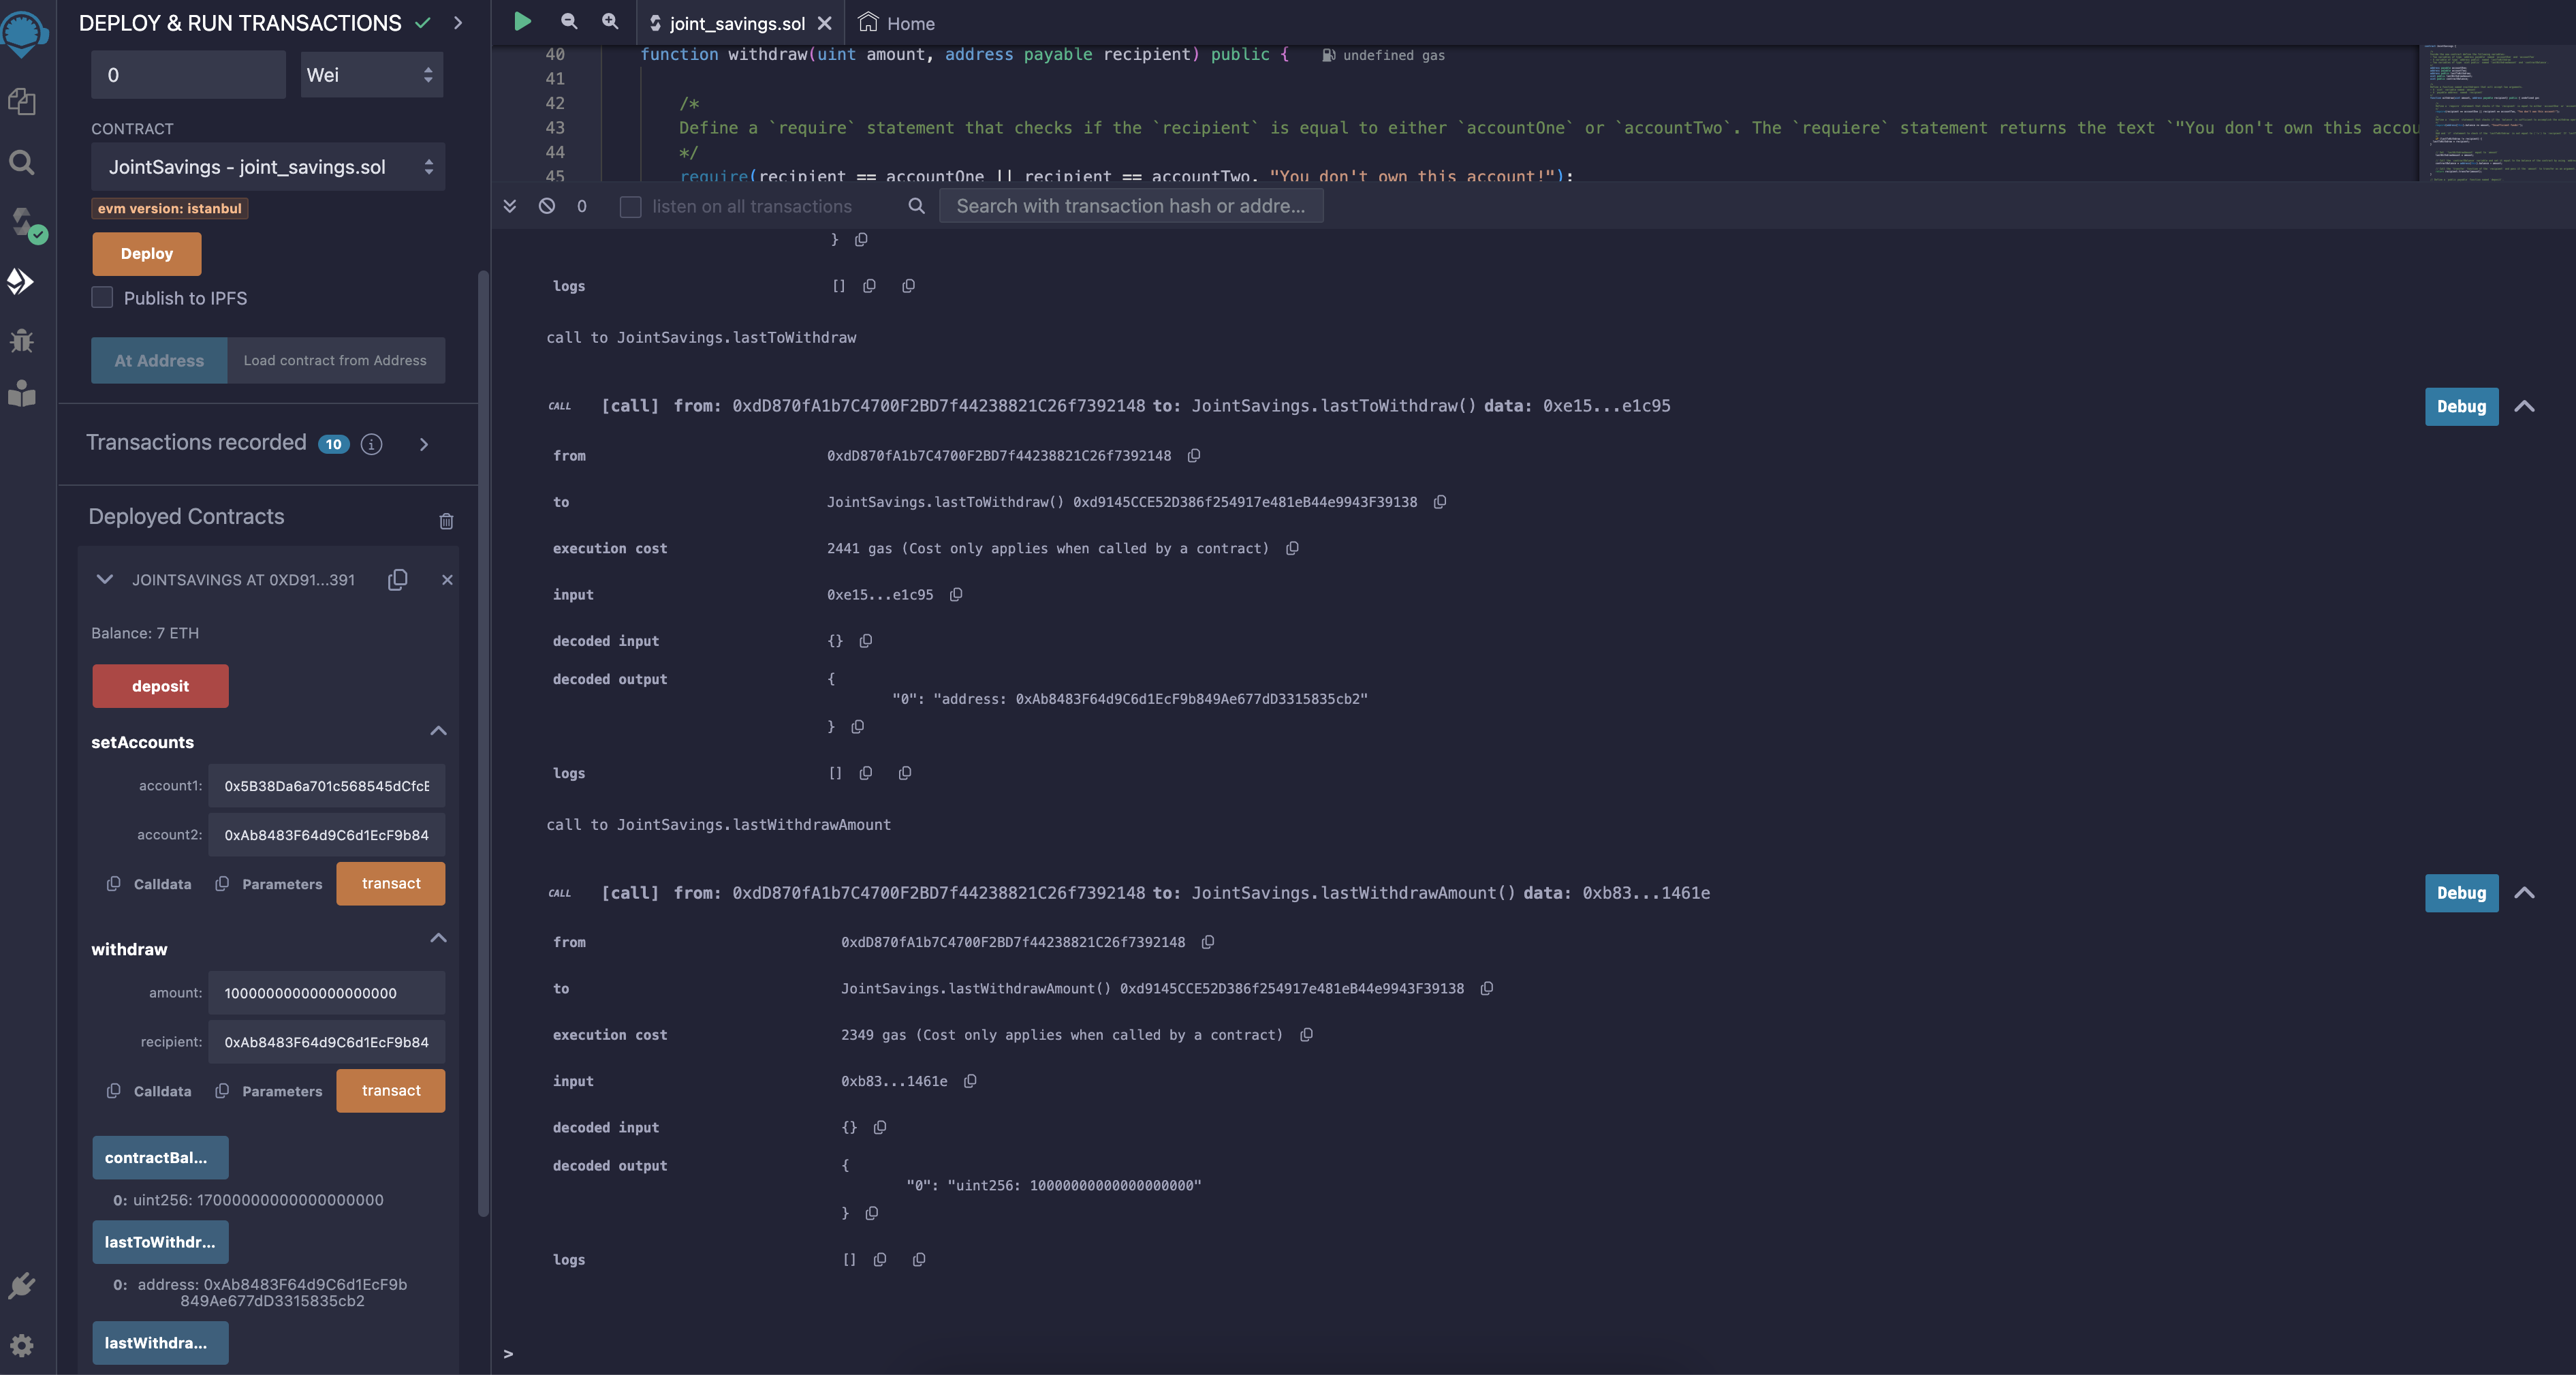 DEPLOY & RUN TRANSACTIONS
0
Wei
CONTRACT
JointSavings - joint_savings.sol
evm version: istanbul
Deploy
Publish to IPFS
At Address
Load contract from Address
Transactions recorded 10
Deployed Contracts
JOINTSAVINGS AT 0XD91...391
Balance: 7 ETH
deposit
setAccounts
account1: 0x5B38Da6a701c568545dCfcB
account2: 0xAb8483F64d9C6d1EcF9b84
Calldata Parameters transact
withdraw
amount: 10000000000000000000
recipient: 0xAb8483F64d9C6d1EcF9b84
Calldata Parameters transact
contractBal...
0: uint256: 17000000000000000000
lastToWithdr...
0: address: 0xAb8483F64d9C6d1EcF9b
849Ae677dD3315835cb2
lastWithdra...
joint_savings.sol
Home
40 function withdraw(uint amount, address payable recipient) public { undefined gas
41
42 /*
43 Define a `require` statement that checks if the `recipient` is equal to either `accountOne` or `accountTwo`. The `requiere` statement returns the text `"You don't own this accou
44 */
45 require(recipient == accountOne || recipient == accountTwo, "You don't own this account!");
0
listen on all transactions
Search with transaction hash or addre...
}
logs []
call to JointSavings.lastToWithdraw
CALL [call] from: 0xdD870fA1b7C4700F2BD7f44238821C26f7392148 to: JointSavings.lastToWithdraw() data: 0xe15...e1c95
Debug
from 0xdD870fA1b7C4700F2BD7f44238821C26f7392148
to JointSavings.lastToWithdraw() 0xd9145CCE52D386f254917e481eB44e9943F39138
execution cost 2441 gas (Cost only applies when called by a contract)
input 0xe15...e1c95
decoded input {}
decoded output {
"0": "address: 0xAb8483F64d9C6d1EcF9b849Ae677dD3315835cb2"
}
logs []
call to JointSavings.lastWithdrawAmount
CALL [call] from: 0xdD870fA1b7C4700F2BD7f44238821C26f7392148 to: JointSavings.lastWithdrawAmount() data: 0xb83...1461e
Debug
from 0xdD870fA1b7C4700F2BD7f44238821C26f7392148
to JointSavings.lastWithdrawAmount() 0xd9145CCE52D386f254917e481eB44e9943F39138
execution cost 2349 gas (Cost only applies when called by a contract)
input 0xb83...1461e
decoded input {}
decoded output {
"0": "uint256: 10000000000000000000"
}
logs []
>